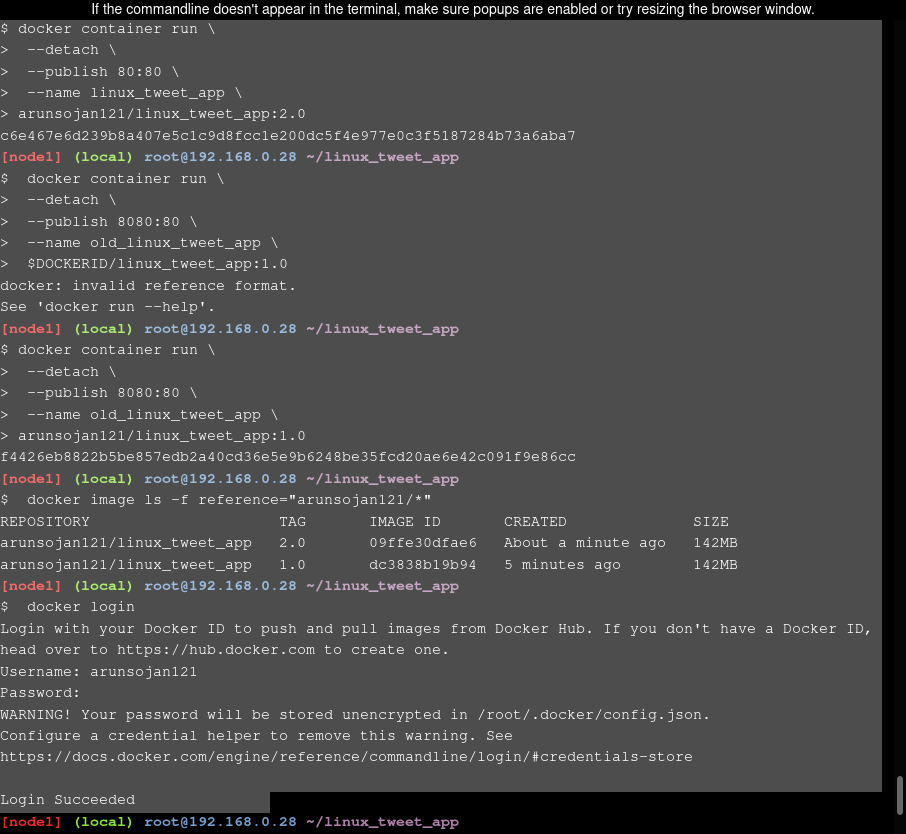 If the commandline doesn't appear in the terminal, make sure popups are enabled or try resizing the browser window.
$ docker container run \
>  --detach \
>  --publish 80:80 \
>  --name linux_tweet_app \
> arunsojan121/linux_tweet_app:2.0
c6e467e6d239b8a407e5c1c9d8fcc1e200dc5f4e977e0c3f5187284b73a6aba7
[node1] (local) root@192.168.0.28 ~/linux_tweet_app
$  docker container run \
>  --detach \
>  --publish 8080:80 \
>  --name old_linux_tweet_app \
>  $DOCKERID/linux_tweet_app:1.0
docker: invalid reference format.
See 'docker run --help'.
[node1] (local) root@192.168.0.28 ~/linux_tweet_app
$ docker container run \
>  --detach \
>  --publish 8080:80 \
>  --name old_linux_tweet_app \
> arunsojan121/linux_tweet_app:1.0
f4426eb8822b5be857edb2a40cd36e5e9b6248be35fcd20ae6e42c091f9e86cc
[node1] (local) root@192.168.0.28 ~/linux_tweet_app
$  docker image ls -f reference="arunsojan121/*"
REPOSITORY                     TAG       IMAGE ID       CREATED              SIZE
arunsojan121/linux_tweet_app   2.0       09ffe30dfae6   About a minute ago   142MB
arunsojan121/linux_tweet_app   1.0       dc3838b19b94   5 minutes ago        142MB
[node1] (local) root@192.168.0.28 ~/linux_tweet_app
$  docker login
Login with your Docker ID to push and pull images from Docker Hub. If you don't have a Docker ID,
head over to https://hub.docker.com to create one.
Username: arunsojan121
Password:
WARNING! Your password will be stored unencrypted in /root/.docker/config.json.
Configure a credential helper to remove this warning. See
https://docs.docker.com/engine/reference/commandline/login/#credentials-store
Login Succeeded
[node1] (local) root@192.168.0.28 ~/linux_tweet_app